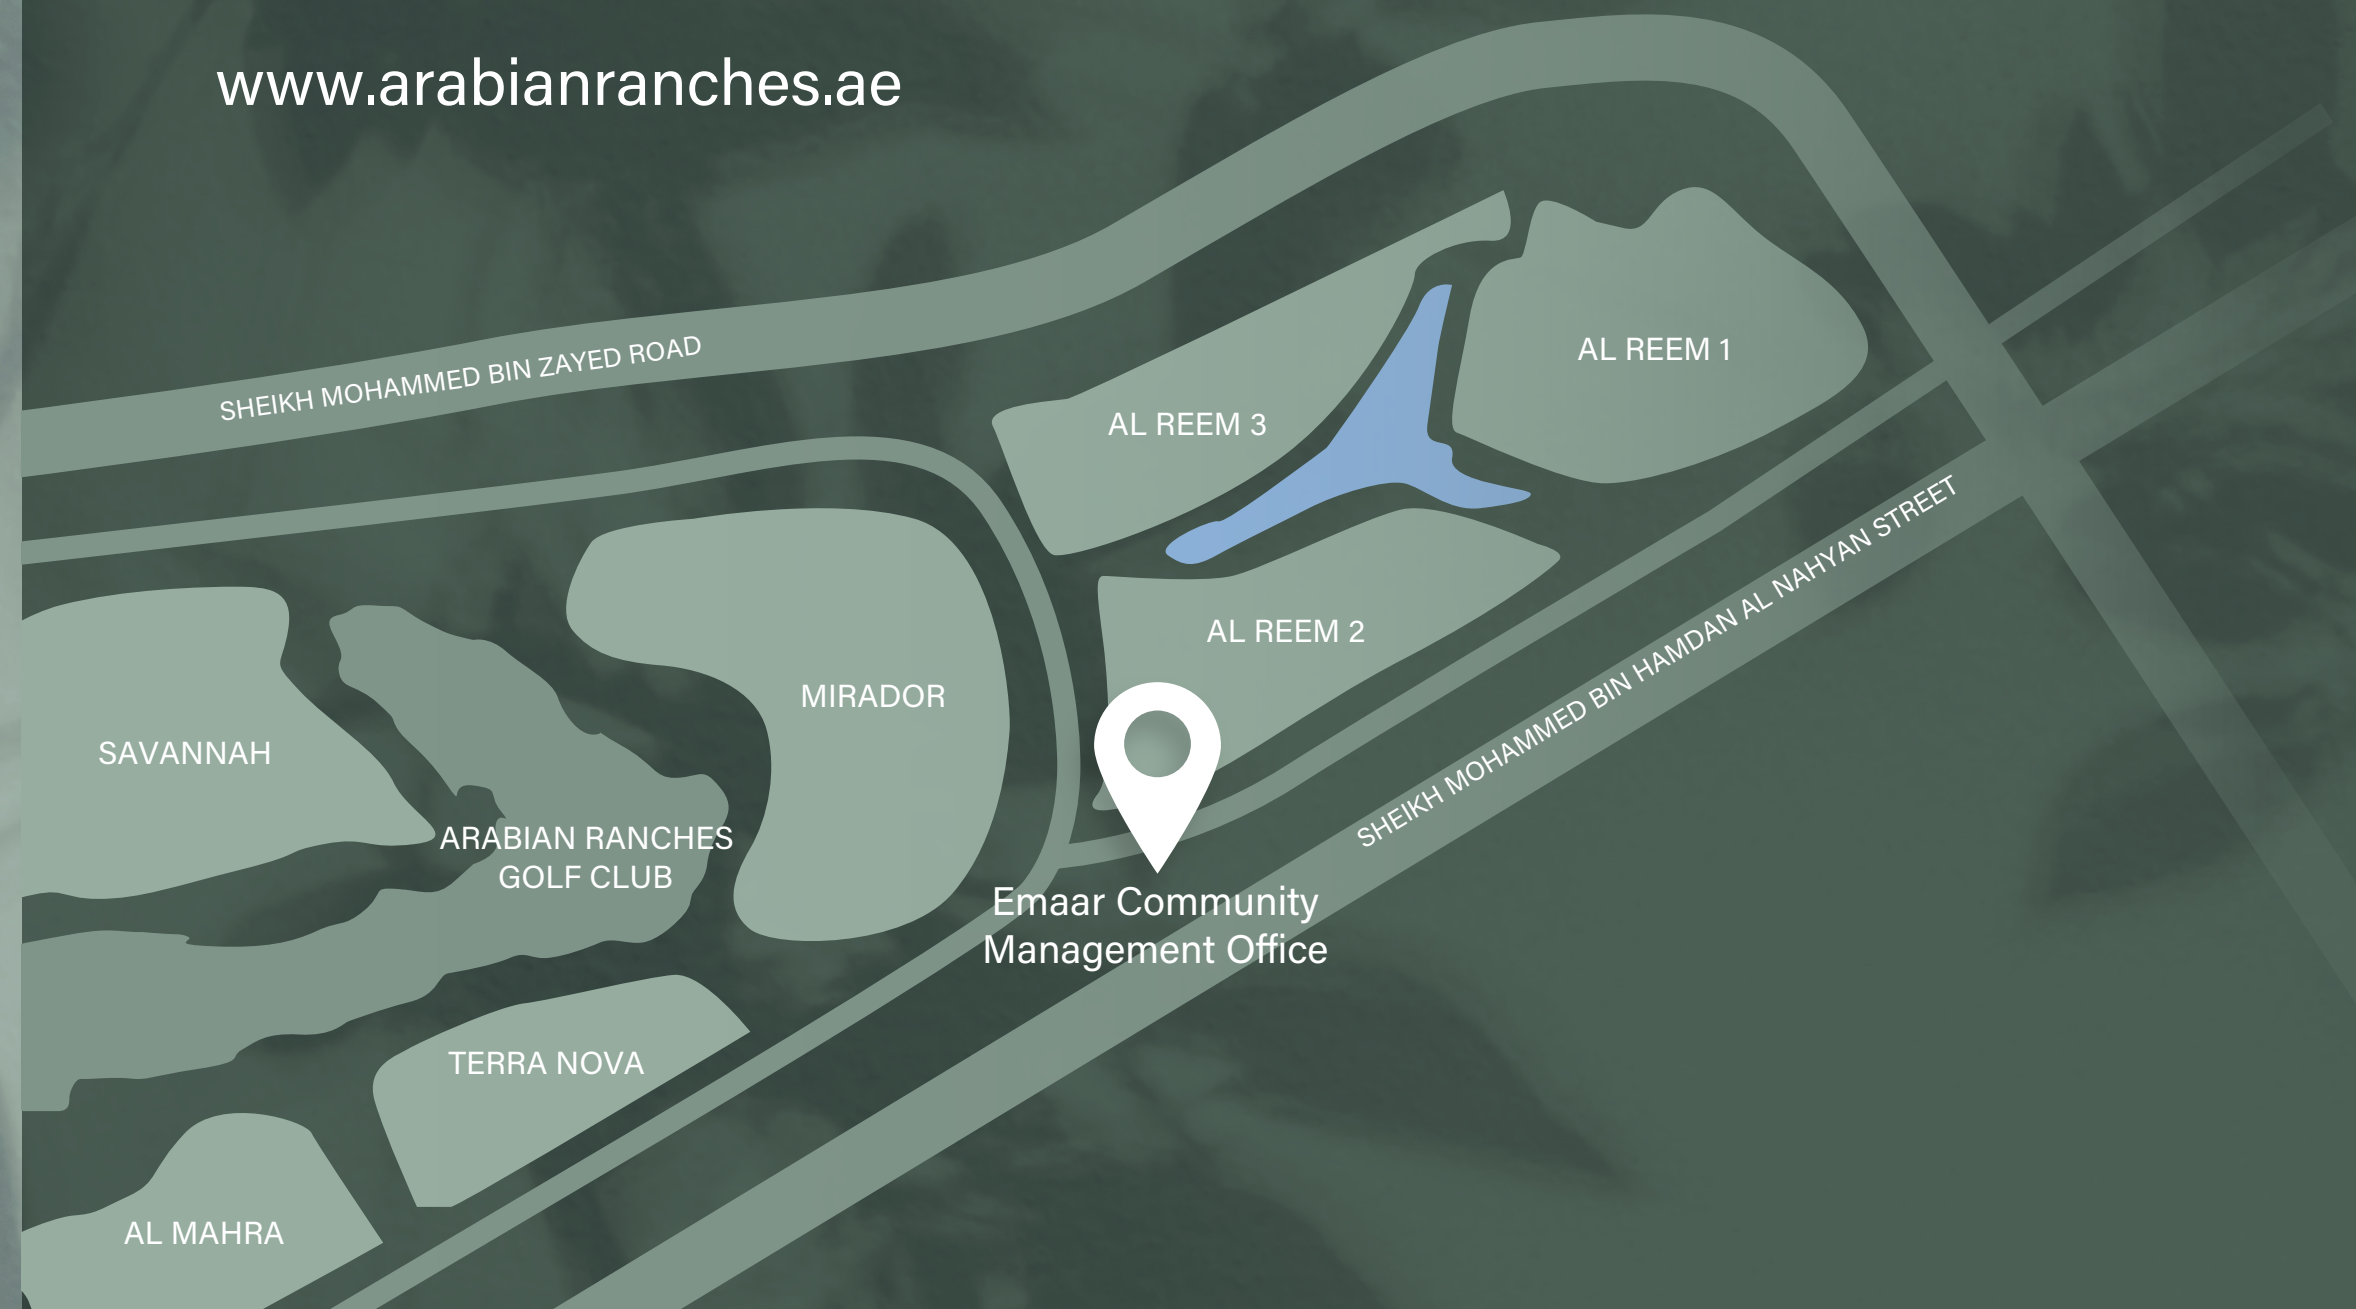 www.arabianranches.ae
SHEIKH MOHAMMED BIN ZAYED ROAD
AL REEM 1
AL REEM 3
AL REEM 2
SHEIKH MOHAMMED BIN HAMDAN AL NAHYAN STREET
MIRADOR
SAVANNAH
ARABIAN RANCHES
GOLF CLUB
Emaar Community
Management Office
TERRA NOVA
AL MAHRA